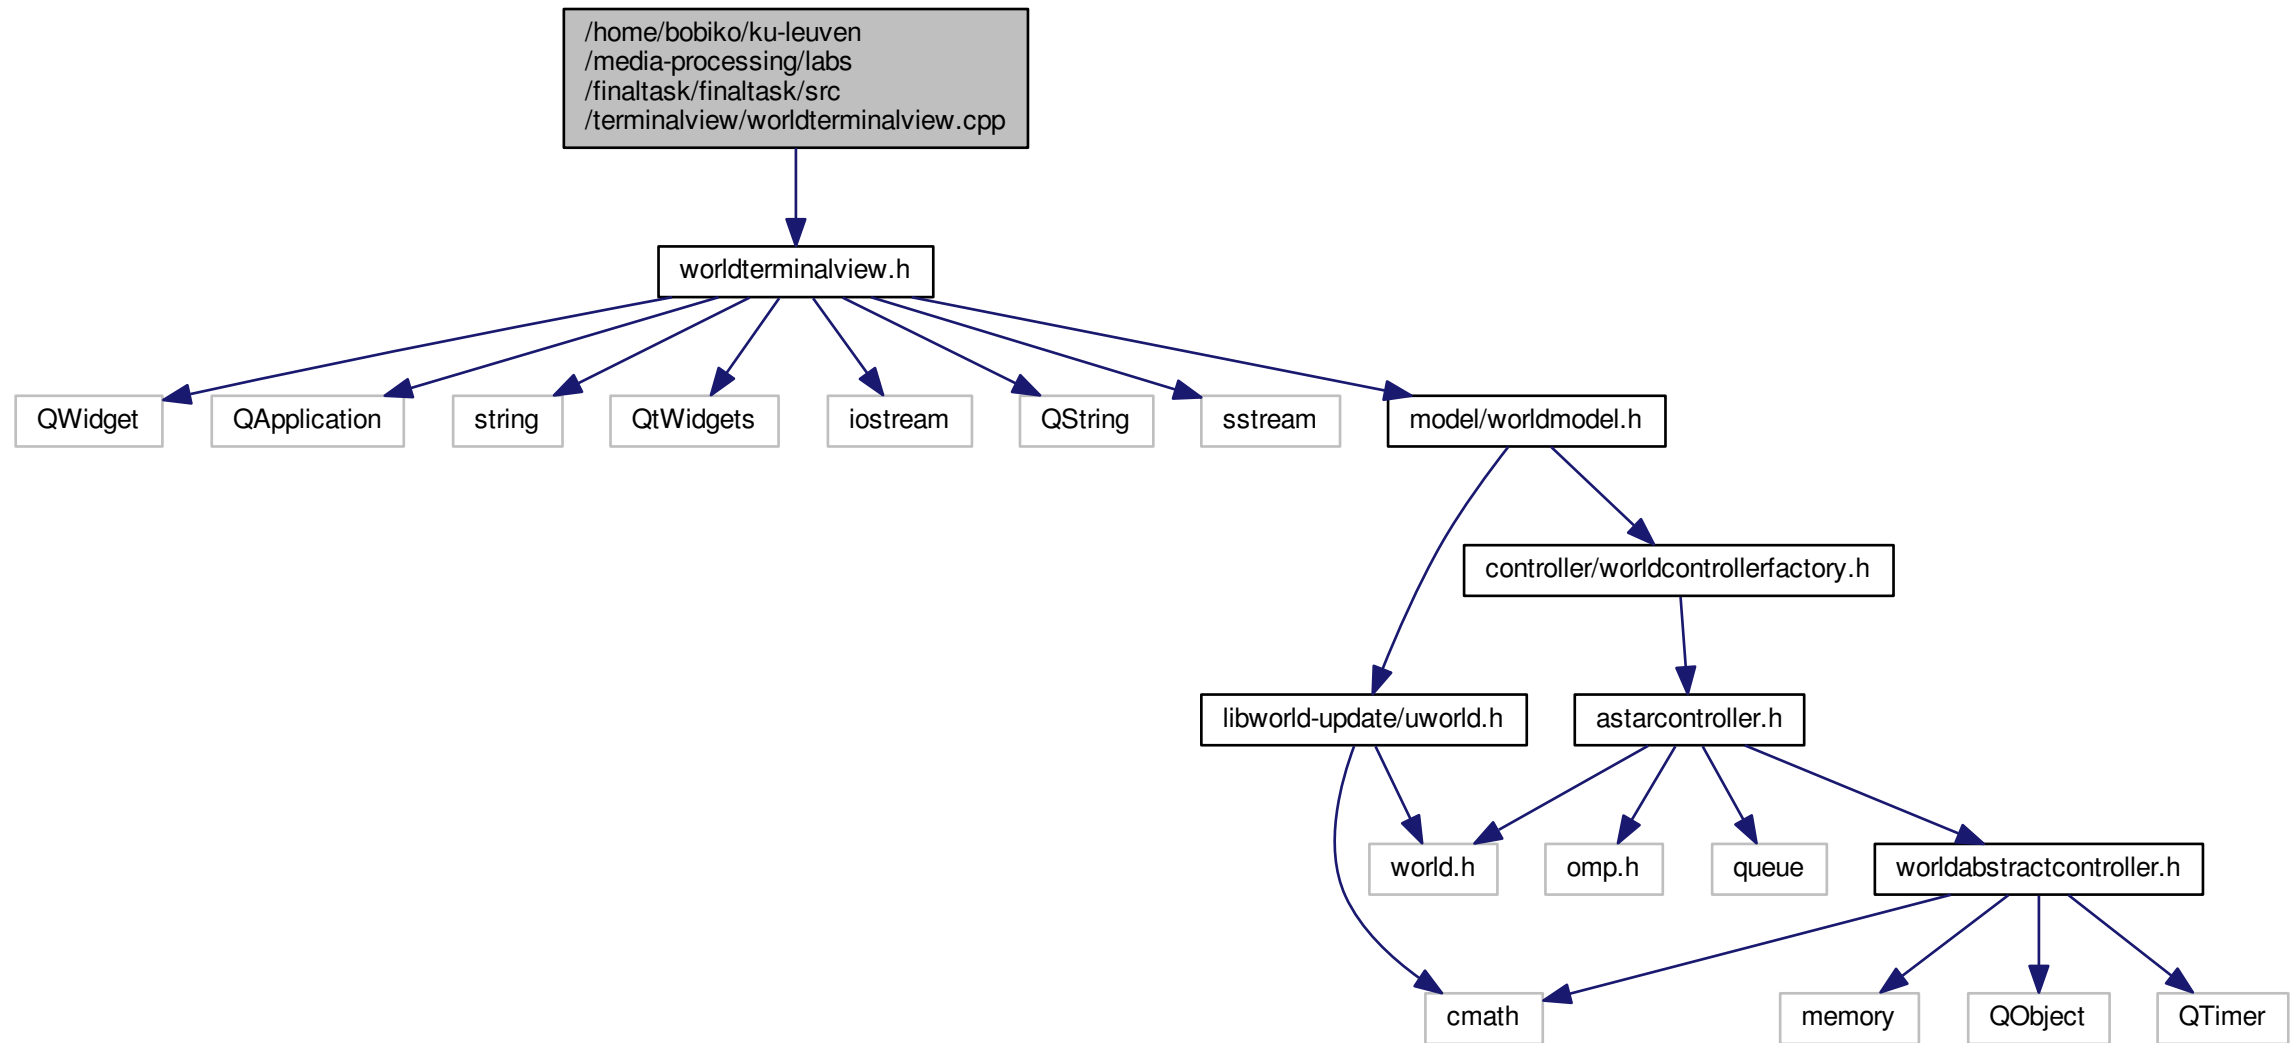 /home/bobiko/ku-leuven
/media-processing/labs
/finaltask/finaltask/src
/terminalview/worldterminalview.cpp
worldterminalview.h
QWidget
QApplication
string
QtWidgets
iostream
QString
sstream
model/worldmodel.h
controller/worldcontrollerfactory.h
libworld-update/uworld.h
astarcontroller.h
world.h
omp.h
queue
worldabstractcontroller.h
cmath
memory
QObject
QTimer